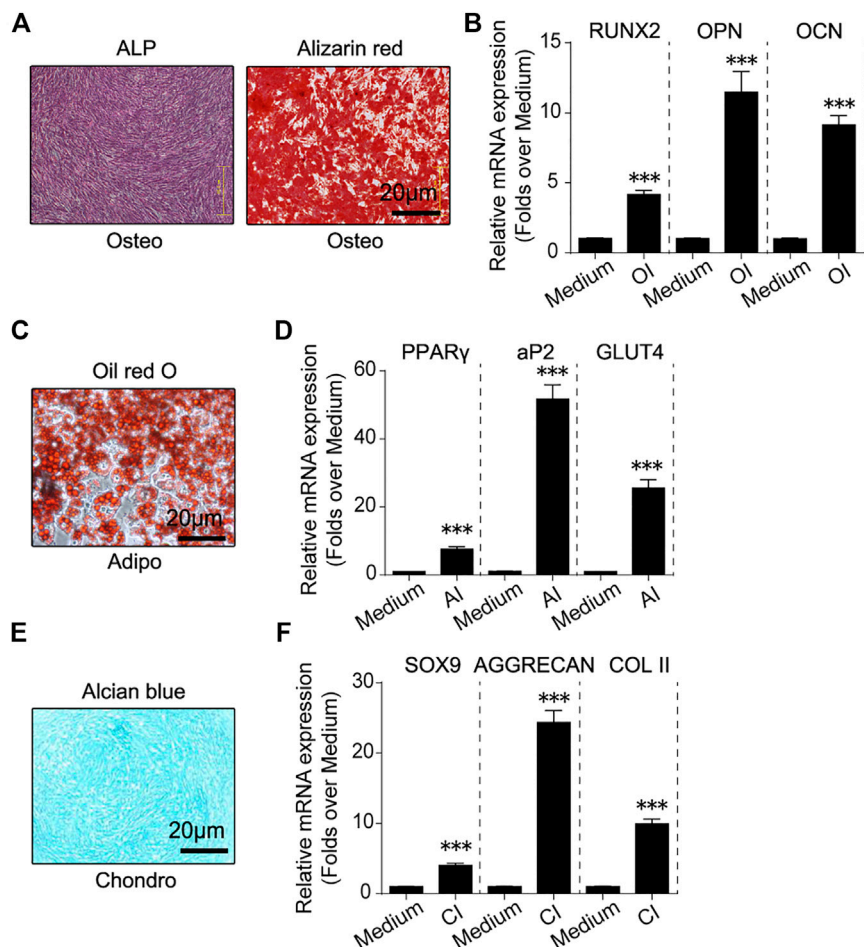 A
ALP
Alizarin red
20µm
Osteo
Osteo
B
RUNX2
OPN
OCN
Relative mRNA expression
(Folds over Medium)
15
10
5
0
***
***
***
Medium
OI
Medium
OI
Medium
OI
C
Oil red O
20µm
Adipo
D
PPARγ
aP2
GLUT4
Relative mRNA expression
(Folds over Medium)
60
40
20
0
***
***
***
Medium
AI
Medium
AI
Medium
AI
E
Alcian blue
20µm
Chondro
F
SOX9
AGGRECAN
COL II
Relative mRNA expression
(Folds over Medium)
30
20
10
0
***
***
***
Medium
CI
Medium
CI
Medium
CI